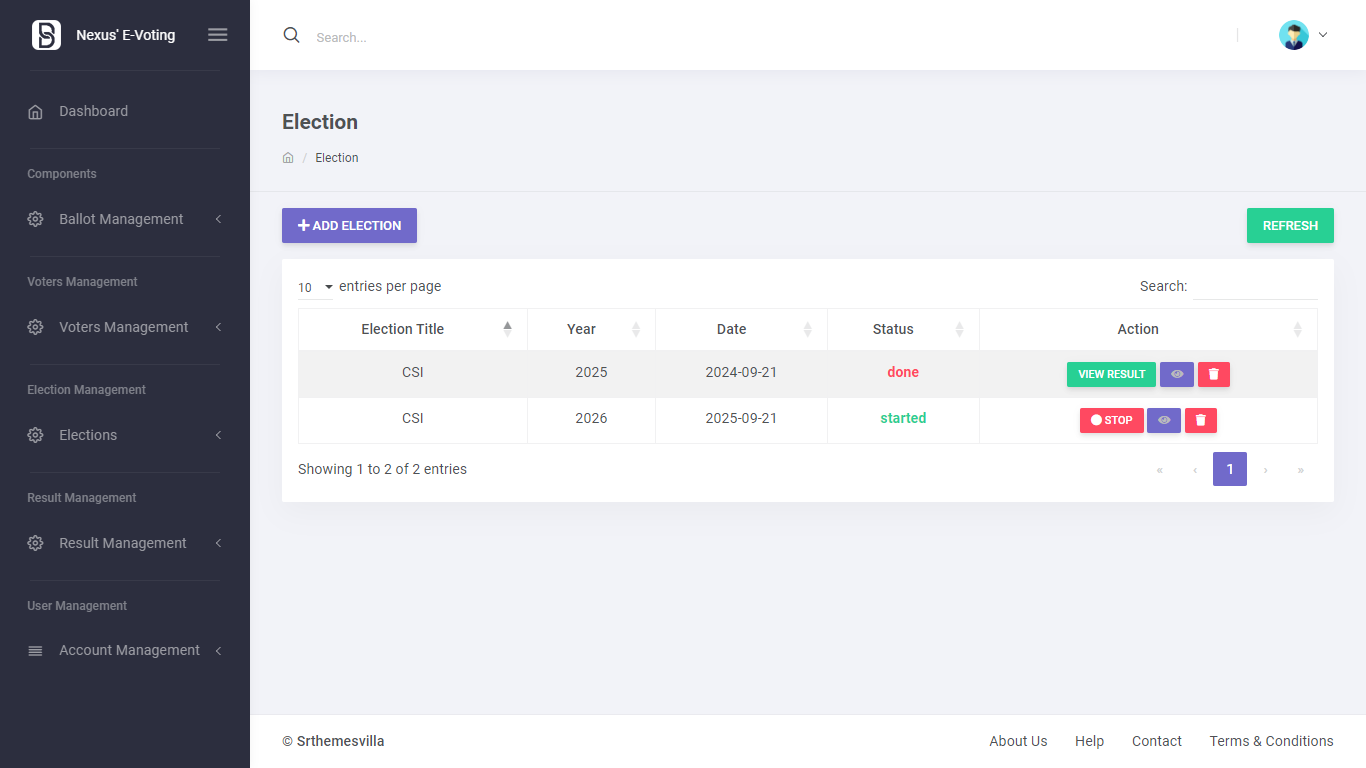 Nexus' E-Voting
Search...
Dashboard
Components
Ballot Management
Voters Management
Voters Management
Election Management
Elections
Result Management
Result Management
User Management
Account Management
Election
/ Election
ADD ELECTION
REFRESH
10 entries per page
Search:
Election Title Year Date Status Action
CSI 2025 2024-09-21 done VIEW RESULT
CSI 2026 2025-09-21 started STOP
Showing 1 to 2 of 2 entries
« ‹ 1 › »
© Srthemesvilla
About Us Help Contact Terms & Conditions